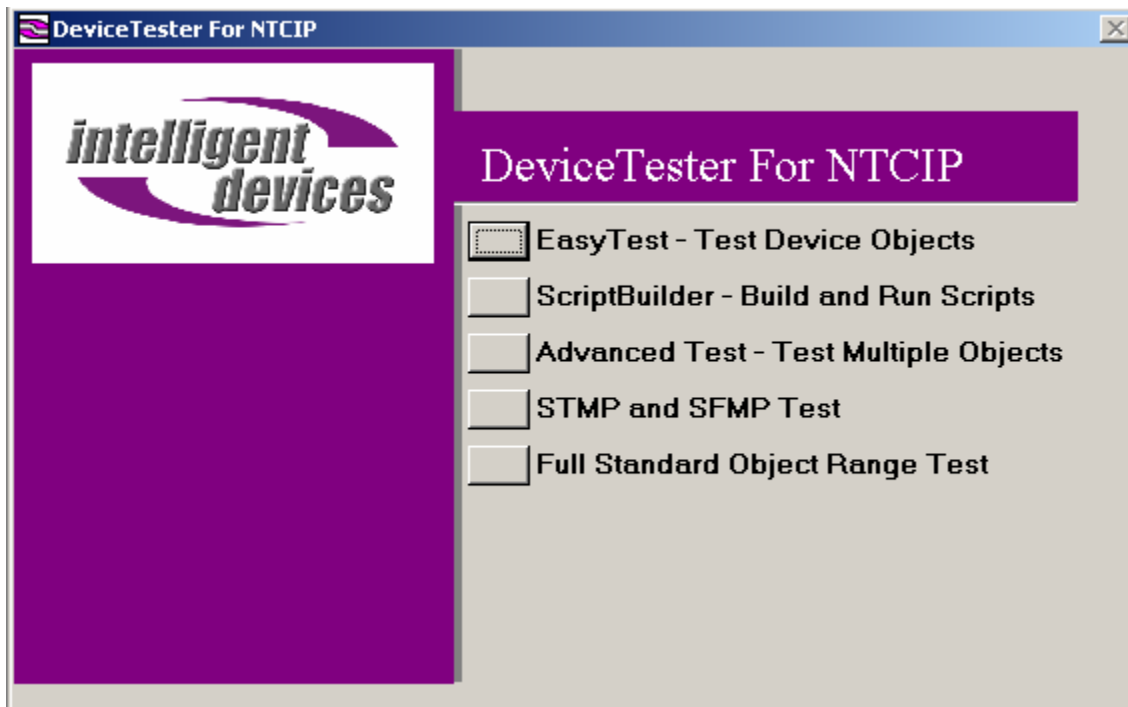 DeviceTester For NTCIP
intelligent
devices
DeviceTester For NTCIP
EasyTest - Test Device Objects
ScriptBuilder - Build and Run Scripts
Advanced Test - Test Multiple Objects
STMP and SFMP Test
Full Standard Object Range Test